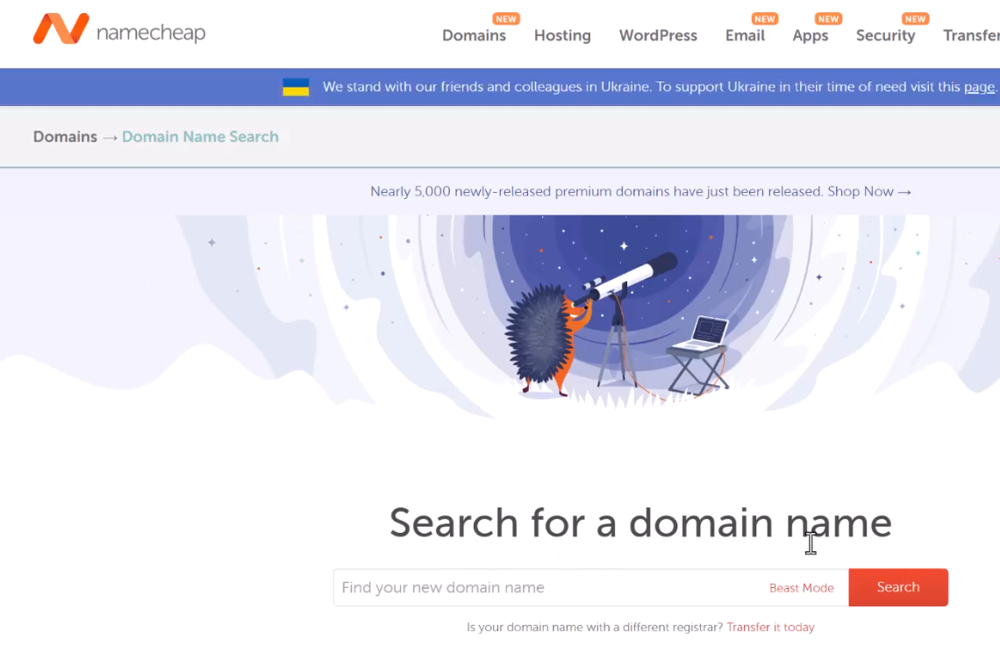 namecheap
NEW NEW NEW NEW
Domains Hosting WordPress Email Apps Security Transfer
We stand with our friends and colleagues in Ukraine. To support Ukraine in their time of need visit this page.
Domains → Domain Name Search
Nearly 5,000 newly-released premium domains have just been released. Shop Now →
Search for a domain name
Find your new domain name Beast Mode Search
Is your domain name with a different registrar? Transfer it today